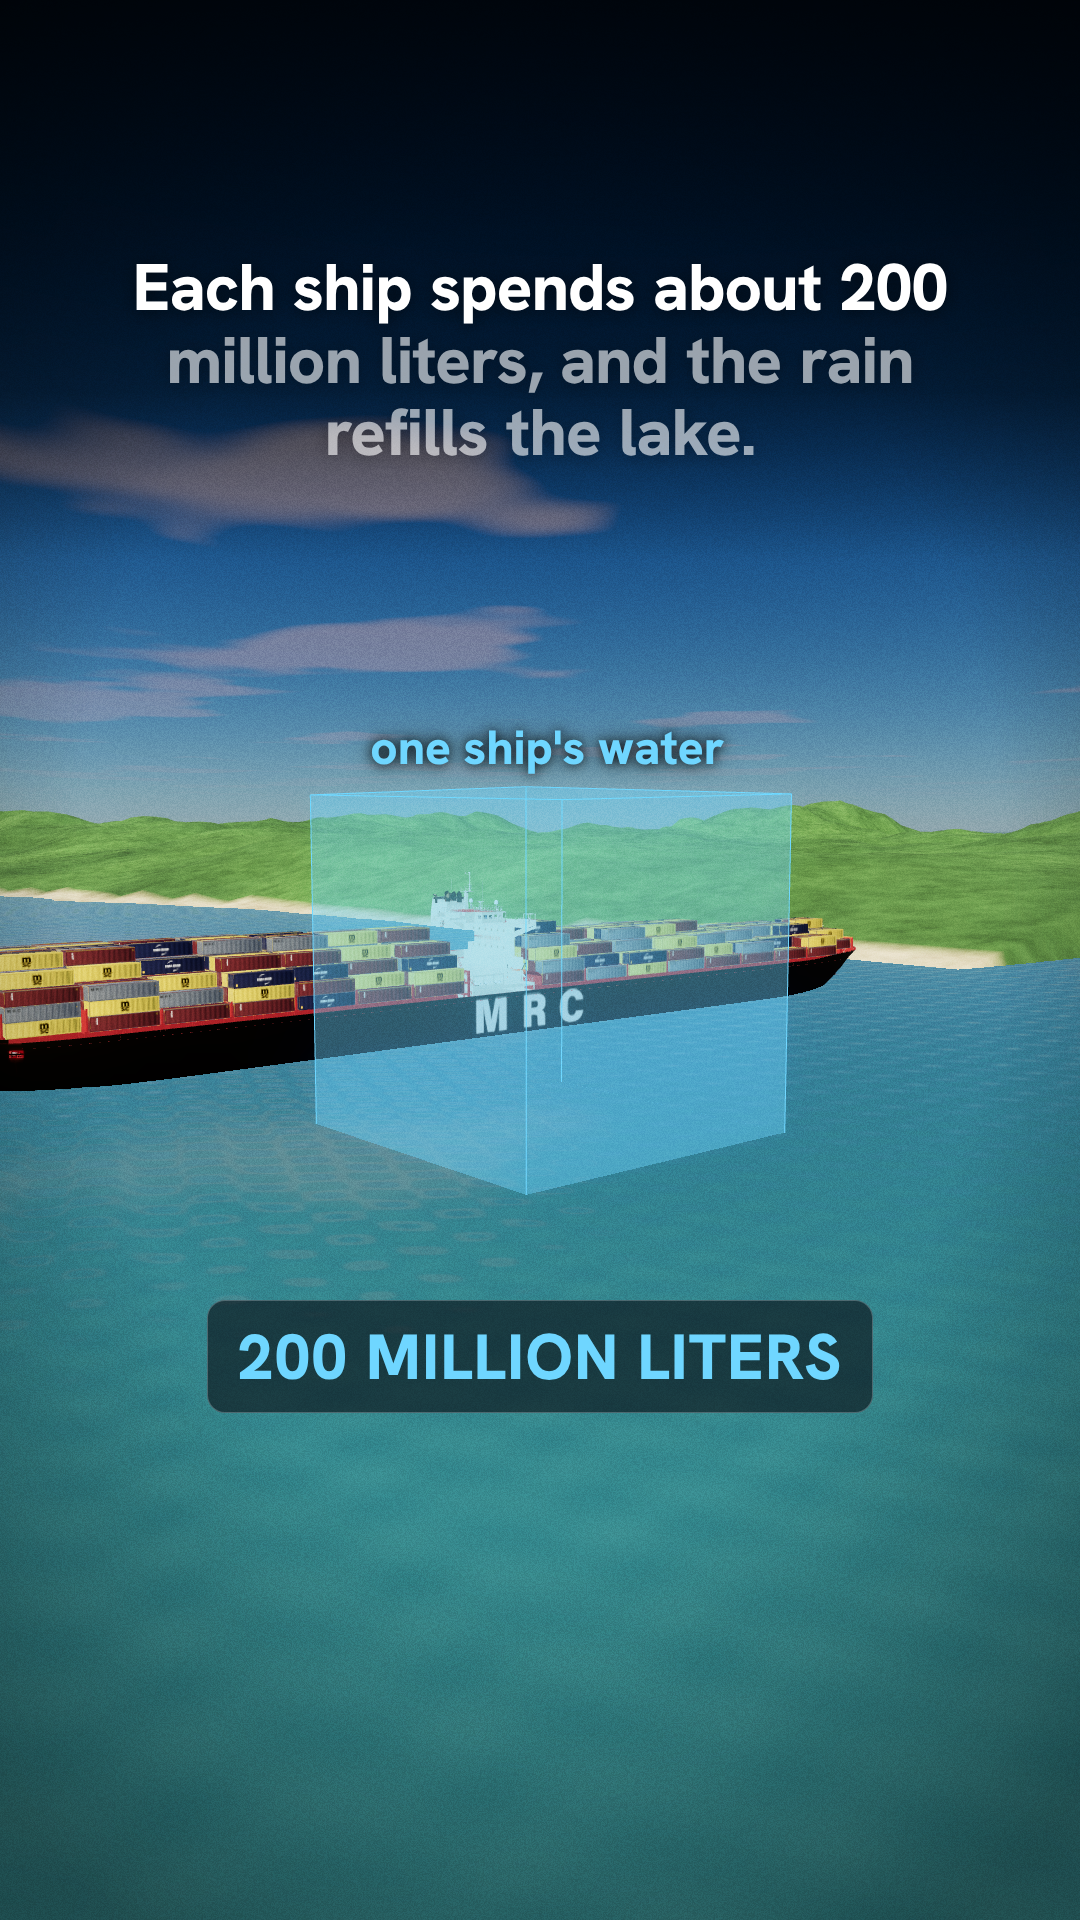 Each ship spends about 200
million liters, and the rain
refills the lake.
one ship's water
MRC
200 MILLION LITERS